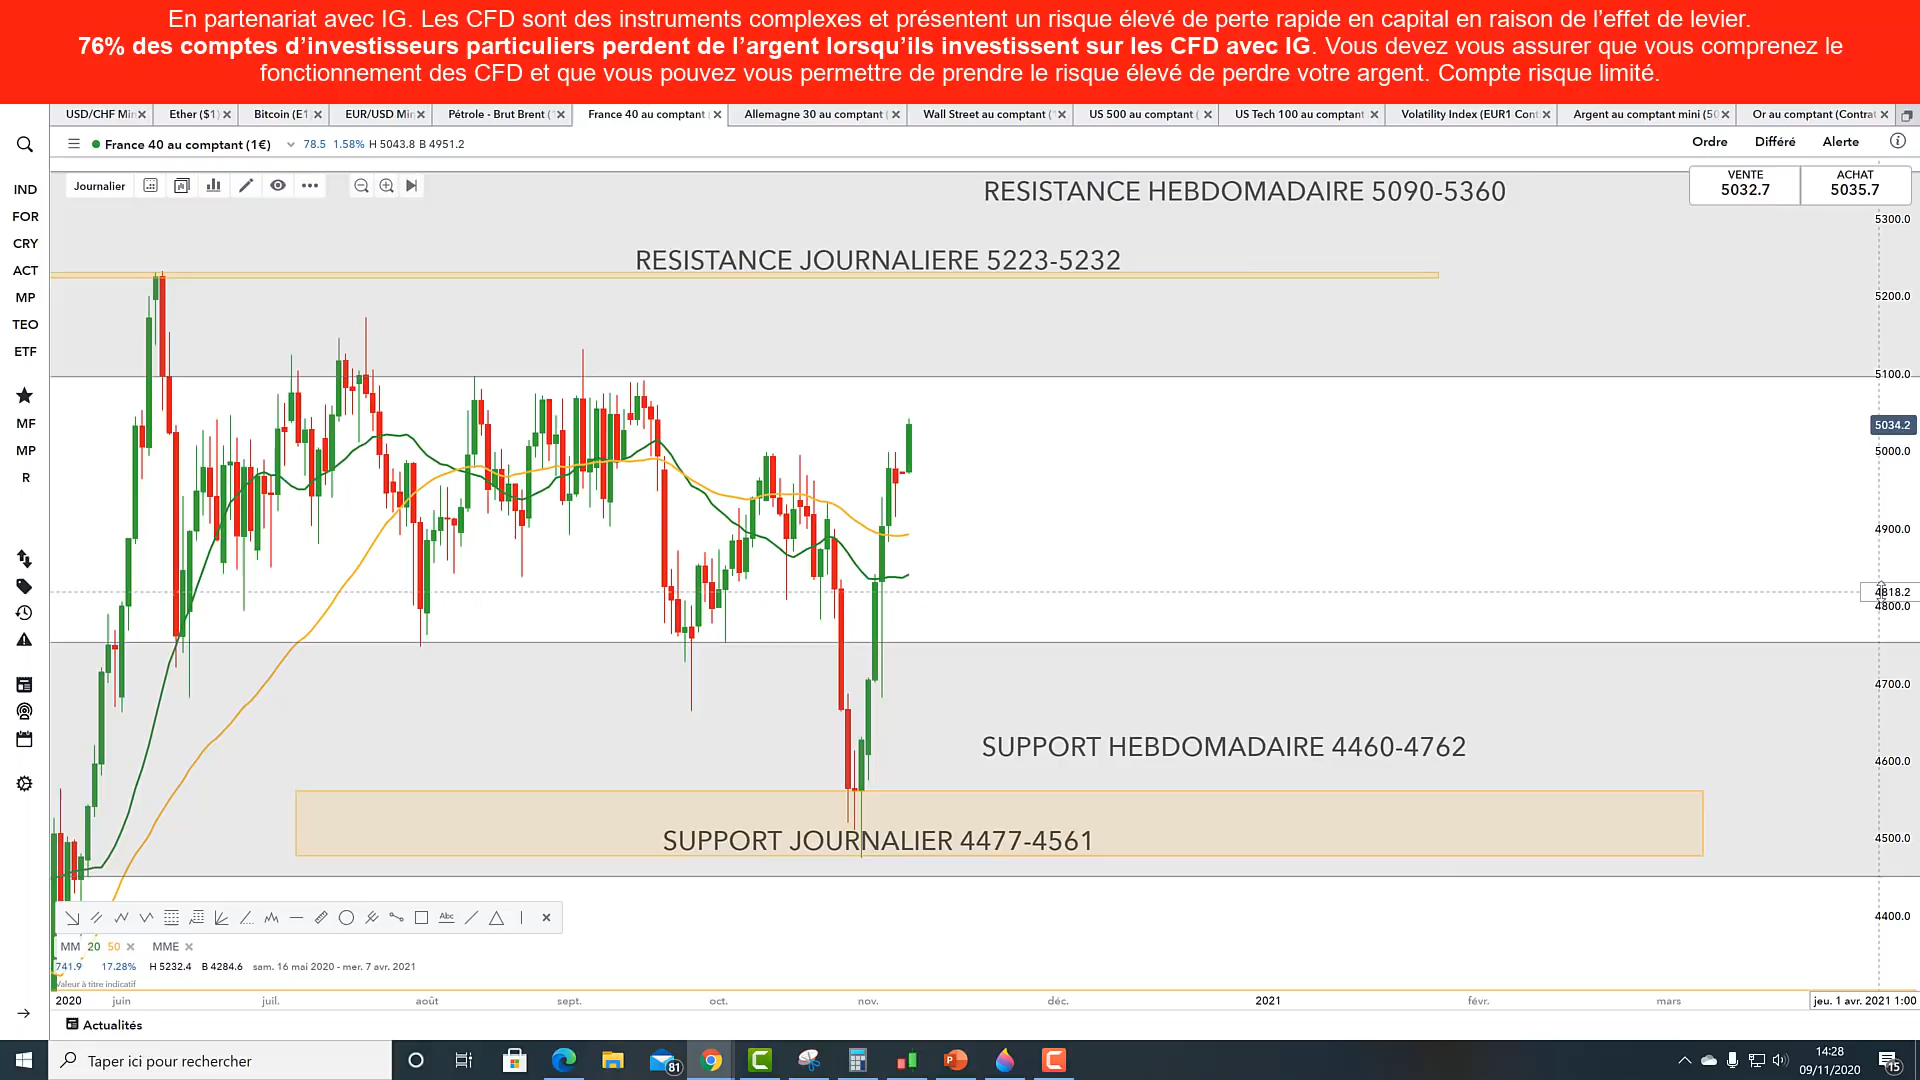 En partenariat avec IG. Les CFD sont des instruments complexes et présentent un risque élevé de perte rapide en capital en raison de l'effet de levier.
76% des comptes d'investisseurs particuliers perdent de l'argent lorsqu'ils investissent sur les CFD avec IG. Vous devez vous assurer que vous comprenez le
fonctionnement des CFD et que vous pouvez vous permettre de prendre le risque élevé de perdre votre argent. Compte risque limité.
USD/CHF Min Ether ($1) Bitcoin (E1 EUR/USD Min Pétrole - Brut Brent (1 France 40 au comptant Allemagne 30 au comptant Wall Street au comptant (1 US 500 au comptant ( US Tech 100 au comptant Volatility Index (EUR1 Con Argent au comptant mini (50 Or au comptant (Contra
France 40 au comptant (1€) 78.5 1.58% H 5043.8 B 4951.2 Ordre Différé Alerte
Journalier
VENTE ACHAT
5032.7 5035.7
RESISTANCE HEBDOMADAIRE 5090-5360
RESISTANCE JOURNALIERE 5223-5232
SUPPORT HEBDOMADAIRE 4460-4762
SUPPORT JOURNALIER 4477-4561
IND
FOR
CRY
ACT
MP
TEO
ETF
MF
MP
R
5300.0
5200.0
5100.0
5034.2
5000.0
4900.0
4818.2
4800.0
4700.0
4600.0
4500.0
4400.0
Abc
MM 20 50 MME
741.9 17.28% H 5232.4 B 4284.6 sam. 16 mai 2020 - mer. 7 avr. 2021
Valeur à titre indicatif
2020 juin juil. août sept. oct. nov. déc. 2021 févr. mars jeu. 1 avr. 2021 1:00
Actualités
Taper ici pour rechercher
81
14:28
09/11/2020
15